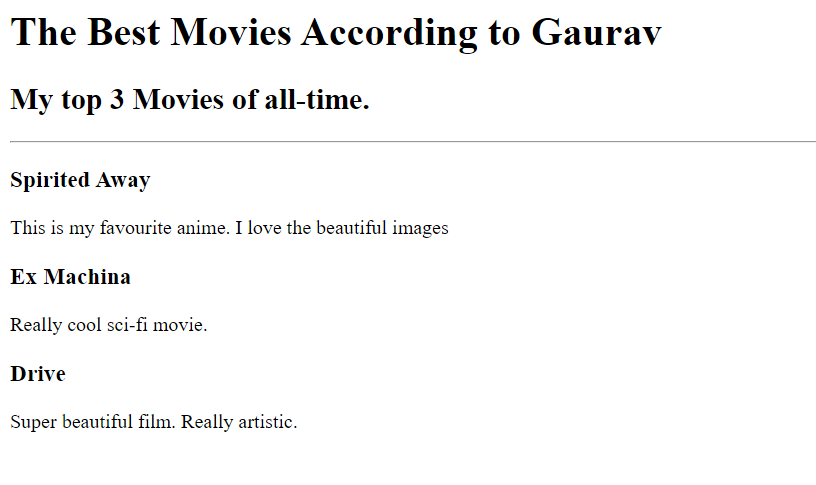 The Best Movies According to Gaurav
My top 3 Movies of all-time.
Spirited Away
This is my favourite anime. I love the beautiful images
Ex Machina
Really cool sci-fi movie.
Drive
Super beautiful film. Really artistic.